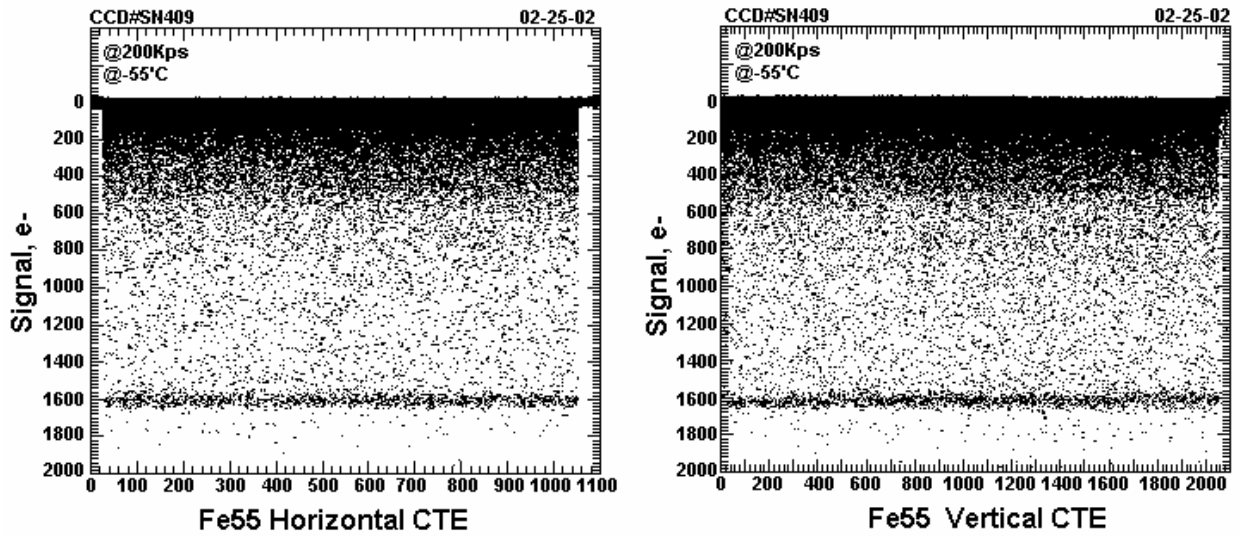 CCD#SN409 02-25-02
@200Kps
@-55'C
0
200
400
600
800
1000
1200
1400
1600
1800
2000
Signal, e-
0 100 200 300 400 500 600 700 800 900 1000 1100
Fe55 Horizontal CTE
CCD#SN409 02-25-02
@200Kps
@-55'C
0
200
400
600
800
1000
1200
1400
1600
1800
2000
Signal, e-
0 200 400 600 800 1000 1200 1400 1600 1800 2000
Fe55 Vertical CTE